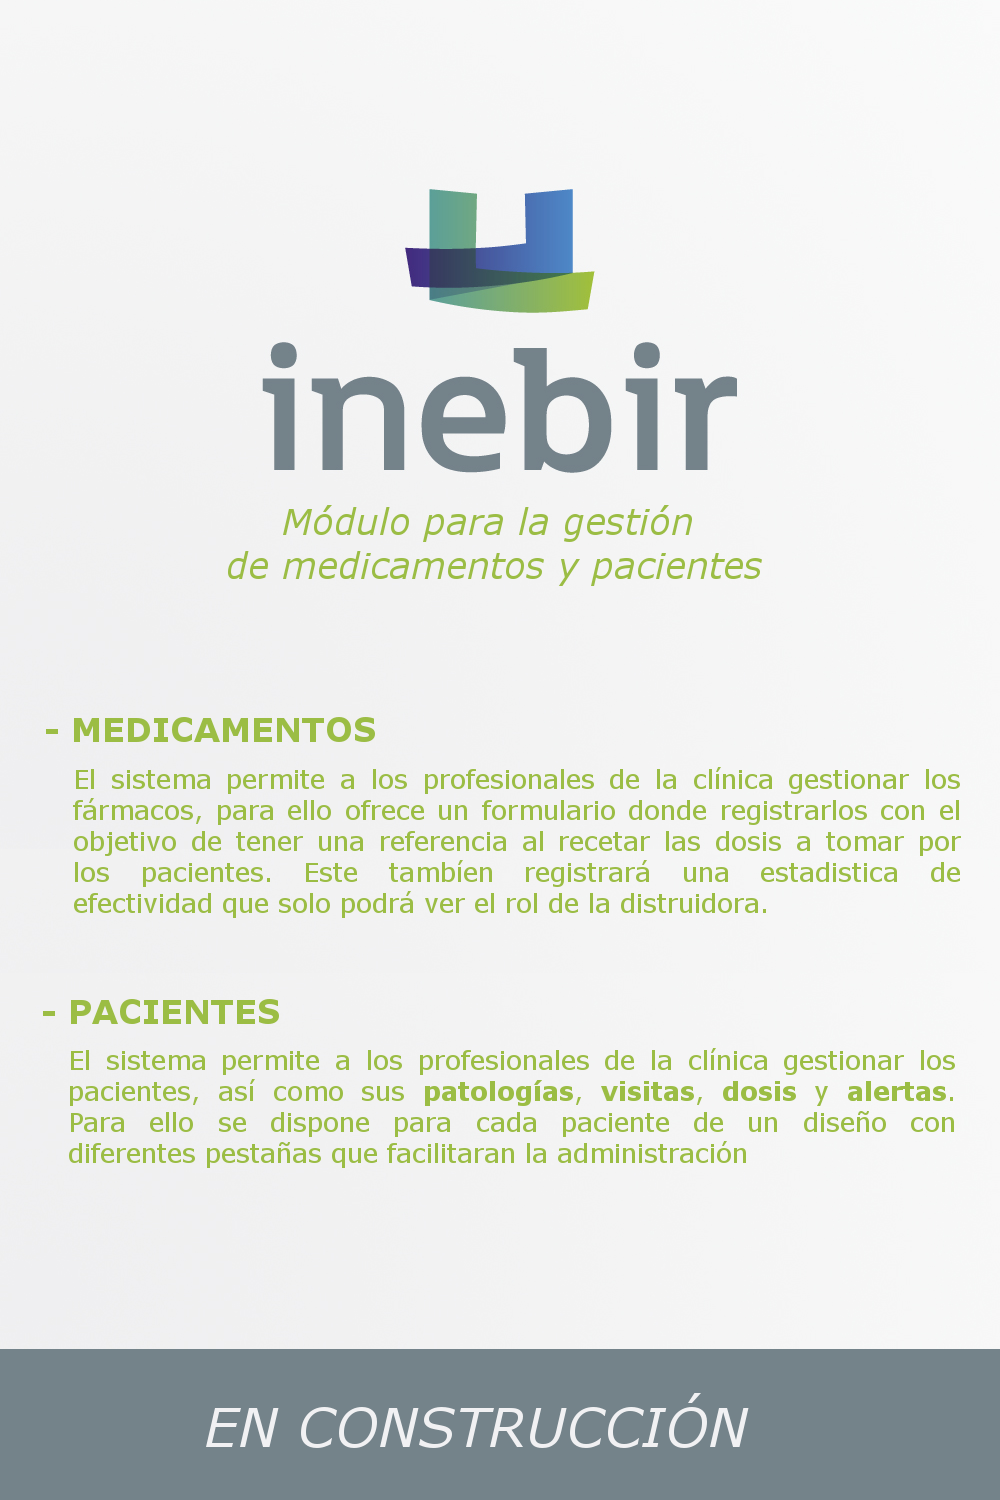 inebir
Módulo para la gestión
de medicamentos y pacientes
- MEDICAMENTOS
El sistema permite a los profesionales de la clínica gestionar los
fármacos, para ello ofrece un formulario donde registrarlos con el
objetivo de tener una referencia al recetar las dosis a tomar por
los pacientes. Este tambíen registrará una estadistica de
efectividad que solo podrá ver el rol de la distruidora.
- PACIENTES
El sistema permite a los profesionales de la clínica gestionar los
pacientes, así como sus patologías, visitas, dosis y alertas.
Para ello se dispone para cada paciente de un diseño con
diferentes pestañas que facilitaran la administración
EN CONSTRUCCIÓN